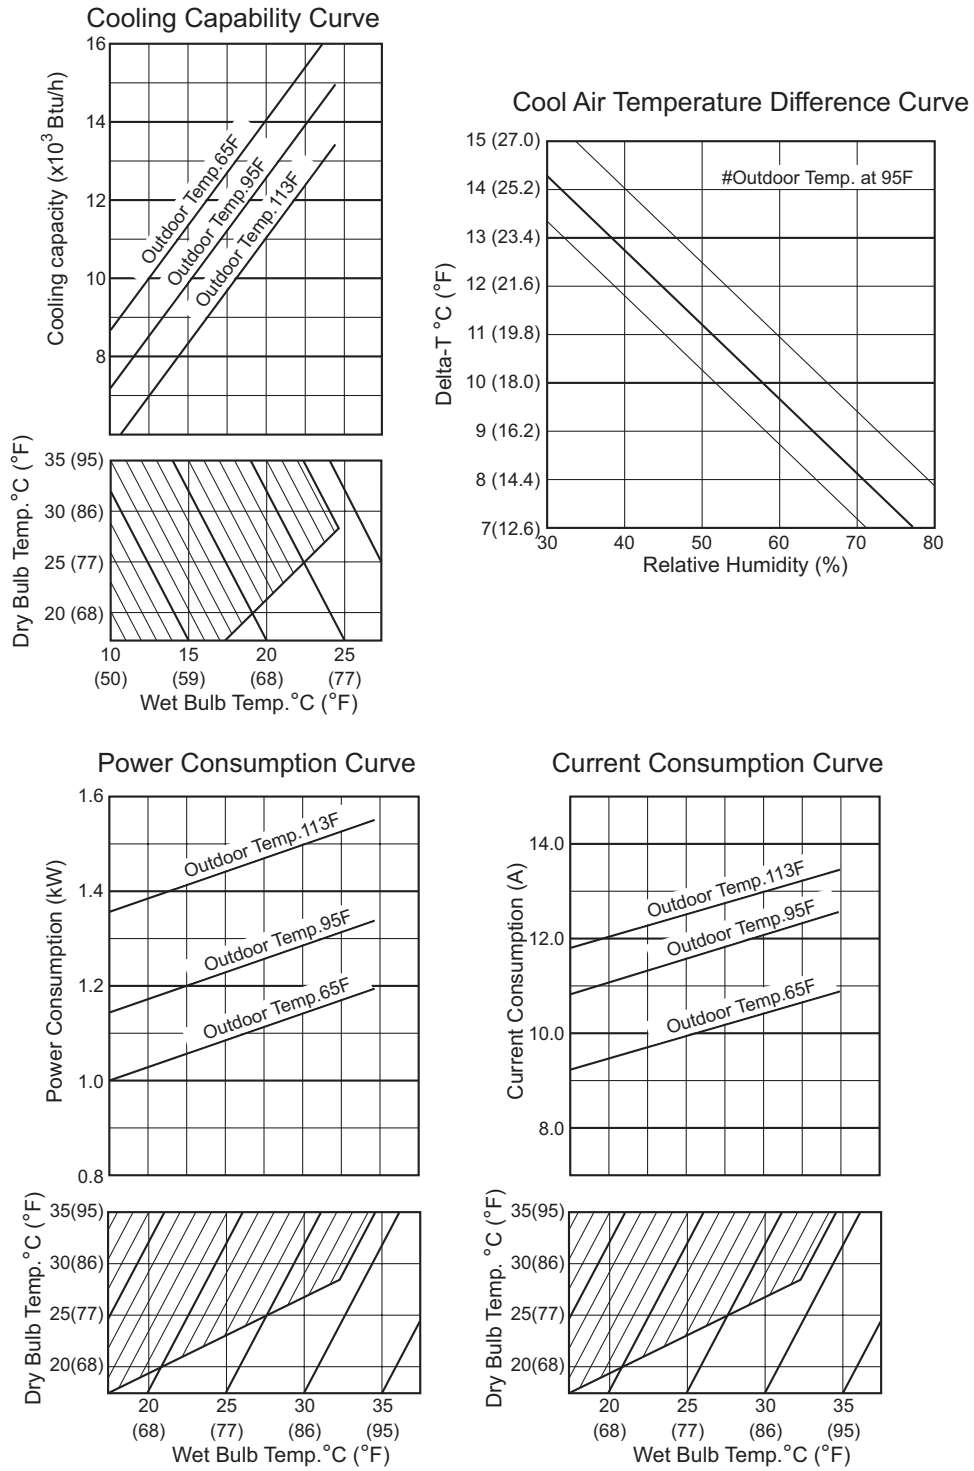 Cooling Capability Curve
16
14
12
10
8
Cooling capacity (x10³ Btu/h)
Outdoor Temp.65F
Outdoor Temp.95F
Outdoor Temp.113F
35 (95)
30 (86)
25 (77)
20 (68)
Dry Bulb Temp.°C (°F)
10 15 20 25
(50) (59) (68) (77)
Wet Bulb Temp.°C (°F)
Cool Air Temperature Difference Curve
15 (27.0)
14 (25.2)
13 (23.4)
12 (21.6)
11 (19.8)
10 (18.0)
9 (16.2)
8 (14.4)
7(12.6)
Delta-T °C (°F)
#Outdoor Temp. at 95F
30 40 50 60 70 80
Relative Humidity (%)
Power Consumption Curve
1.6
1.4
1.2
1.0
0.8
Power Consumption (kW)
Outdoor Temp.113F
Outdoor Temp.95F
Outdoor Temp.65F
35(95)
30(86)
25(77)
20(68)
Dry Bulb Temp. °C (°F)
20 25 30 35
(68) (77) (86) (95)
Wet Bulb Temp.°C (°F)
Current Consumption Curve
14.0
12.0
10.0
8.0
Current Consumption (A)
Outdoor Temp.113F
Outdoor Temp.95F
Outdoor Temp.65F
35(95)
30(86)
25(77)
20(68)
Dry Bulb Temp. °C (°F)
20 25 30 35
(68) (77) (86) (95)
Wet Bulb Temp.°C (°F)